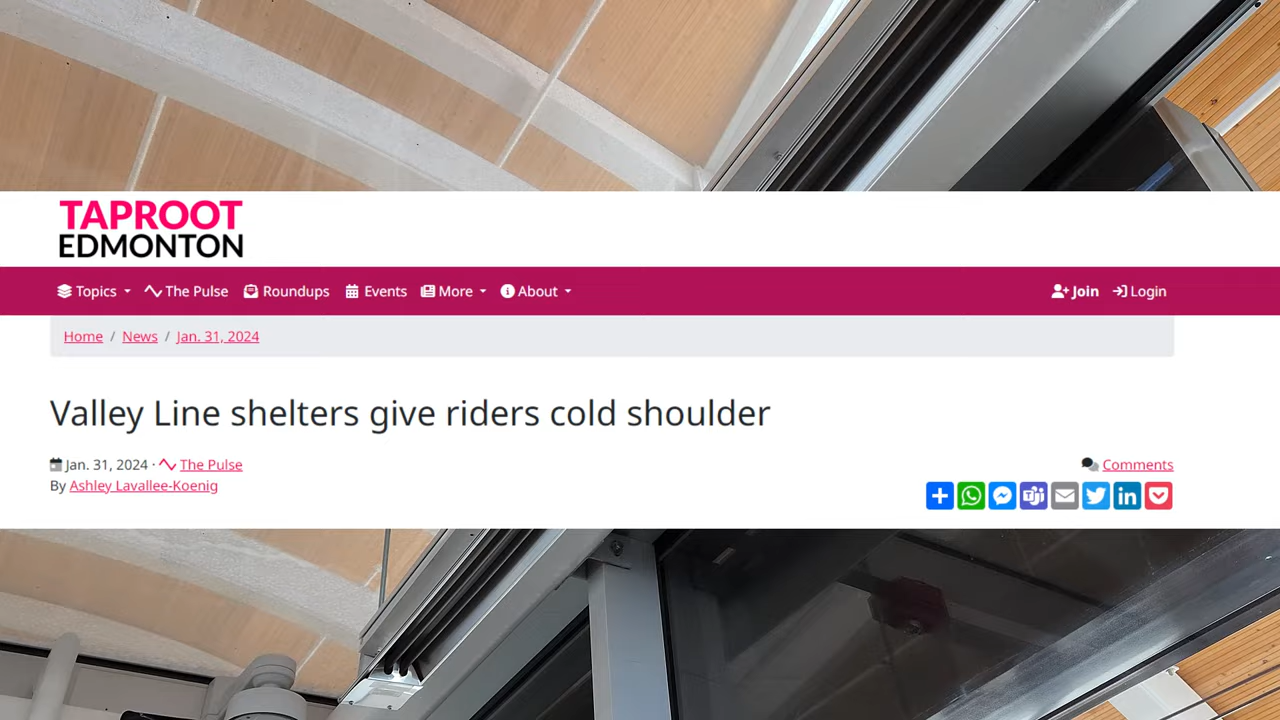 TAPROOT
EDMONTON
Topics The Pulse Roundups Events More About Join Login
Home / News / Jan. 31, 2024
Valley Line shelters give riders cold shoulder
Jan. 31, 2024 · The Pulse Comments
By Ashley Lavallee-Koenig